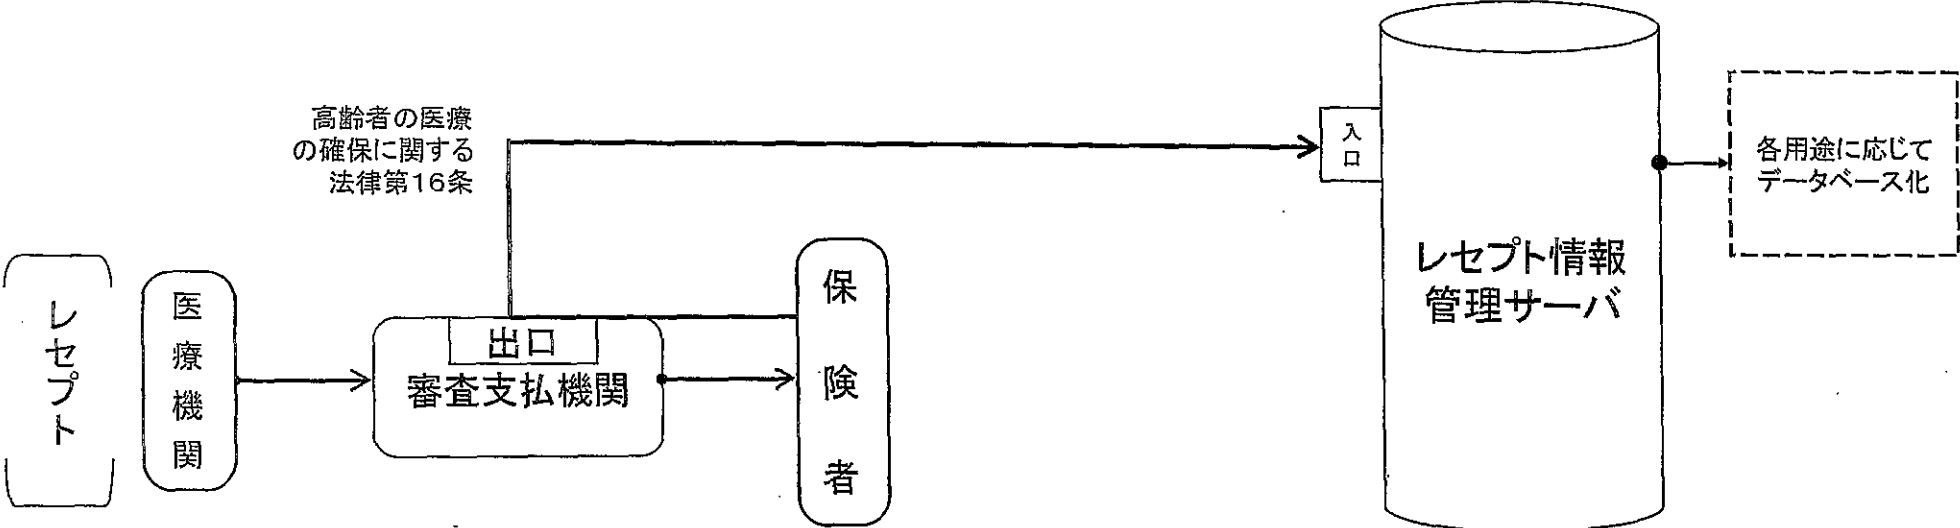 高齢者の医療
の確保に関する
法律第16条
入口
各用途に応じて
データベース化
レセプト情報
管理サーバ
レセプト
医療機関
出口
審査支払機関
保険者